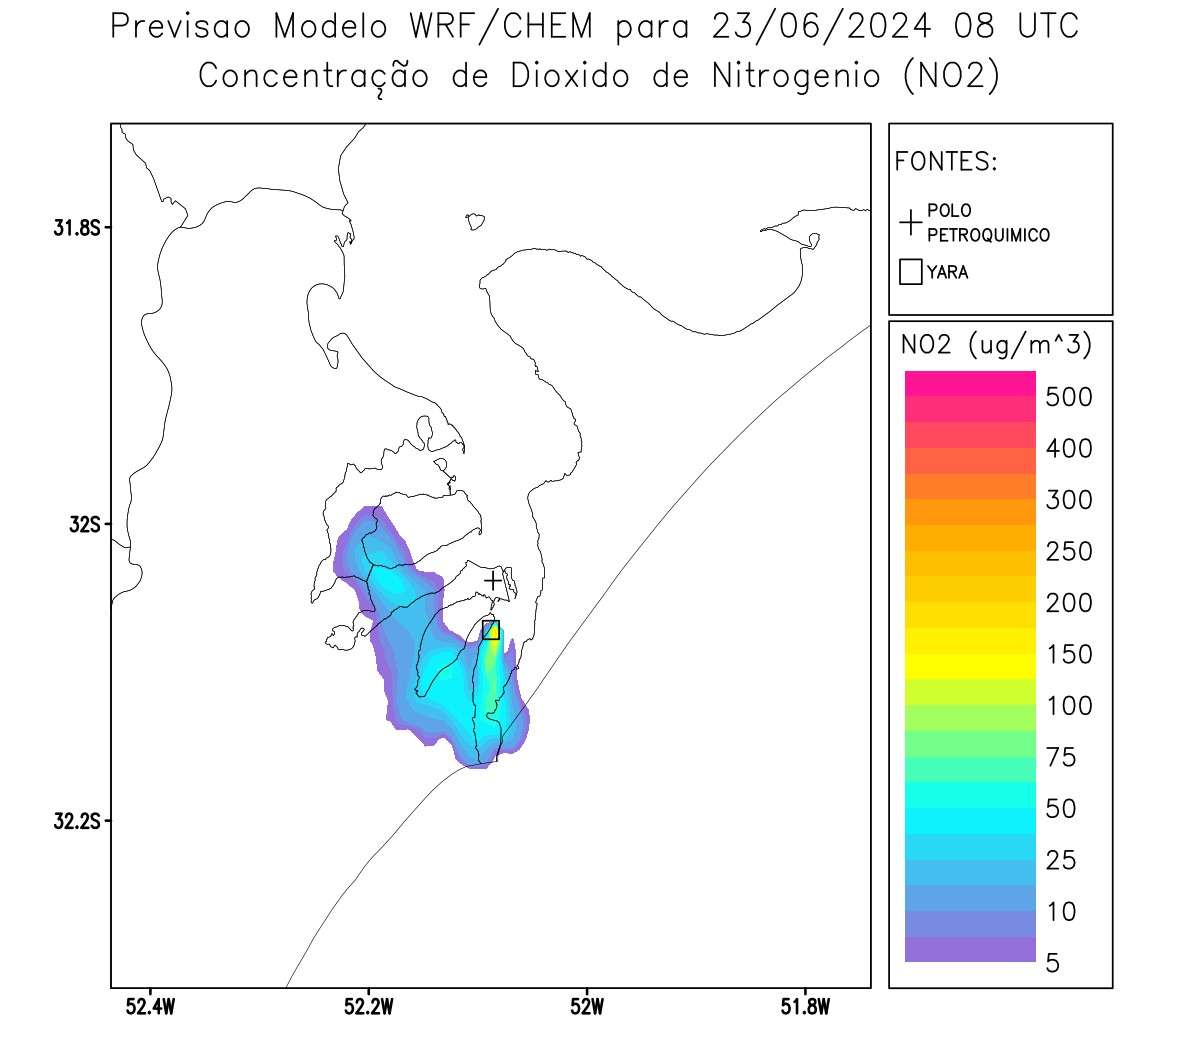 Previsao Modelo WRF/CHEM para 23/06/2024 08 UTC
Concentração de Dioxido de Nitrogenio (NO2)
FONTES:
POLO
PETROQUIMICO
YARA
NO2 (ug/m^3)
500
400
300
250
200
150
100
75
50
25
10
5
31.8S
32S
32.2S
52.4W
52.2W
52W
51.8W